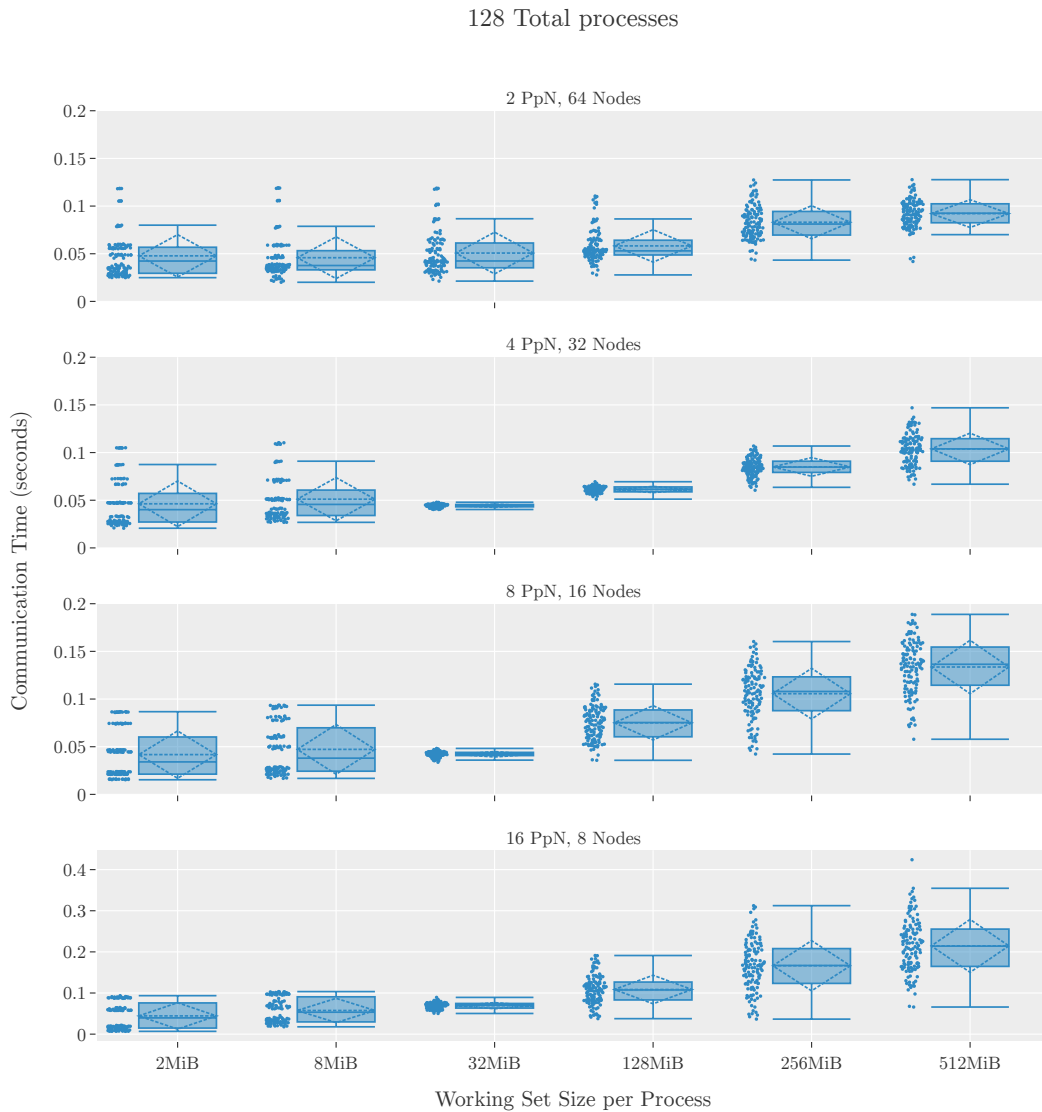 128 Total processes
2 PpN, 64 Nodes
0.2
0.15
0.1
0.05
0
4 PpN, 32 Nodes
0.2
0.15
0.1
0.05
0
8 PpN, 16 Nodes
0.2
0.15
0.1
0.05
0
16 PpN, 8 Nodes
0.4
0.3
0.2
0.1
0
2MiB
8MiB
32MiB
128MiB
256MiB
512MiB
Working Set Size per Process
Communication Time (seconds)